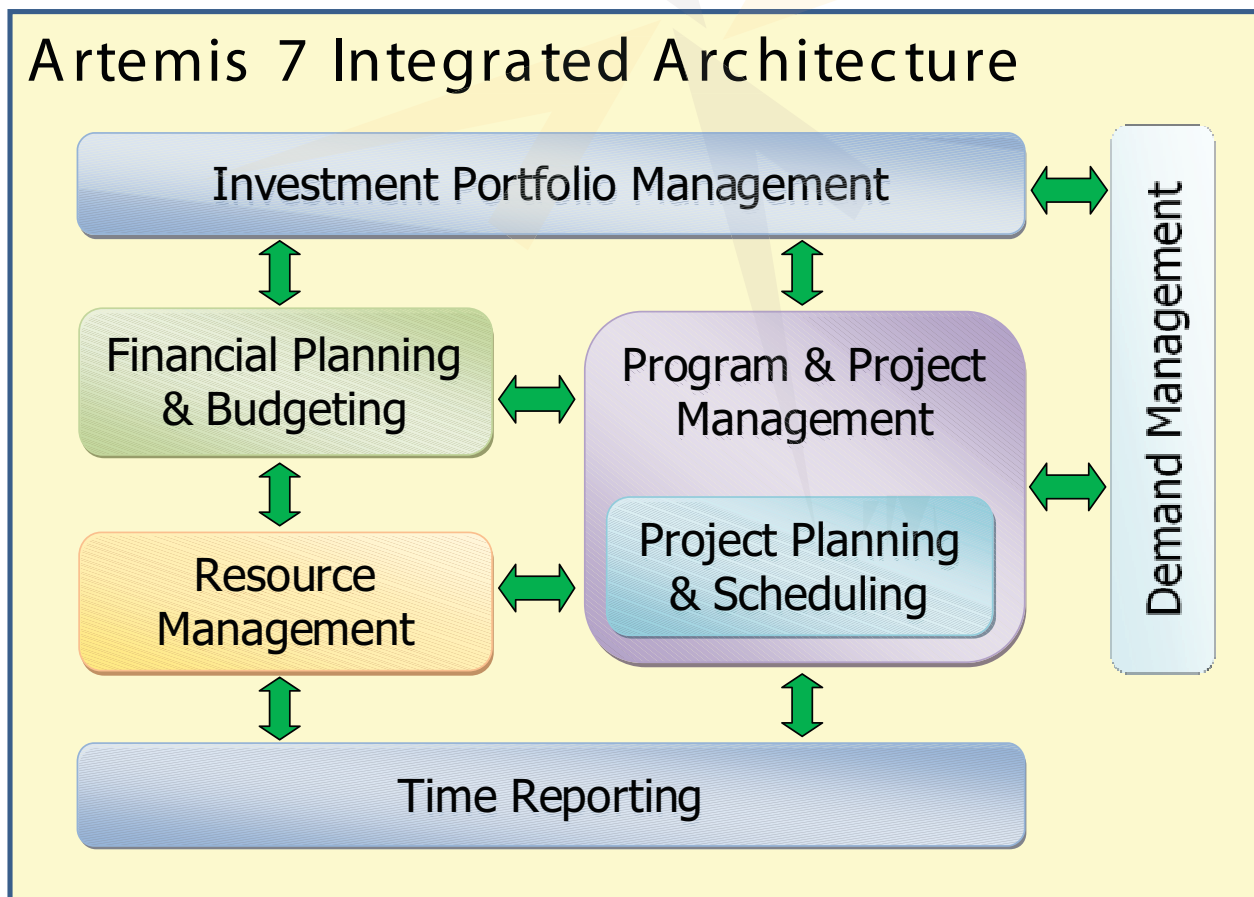 Artemis 7 Integrated Architecture
Investment Portfolio Management
Financial Planning
& Budgeting
Program & Project
Management
Project Planning
& Scheduling
Resource
Management
Time Reporting
Demand Management